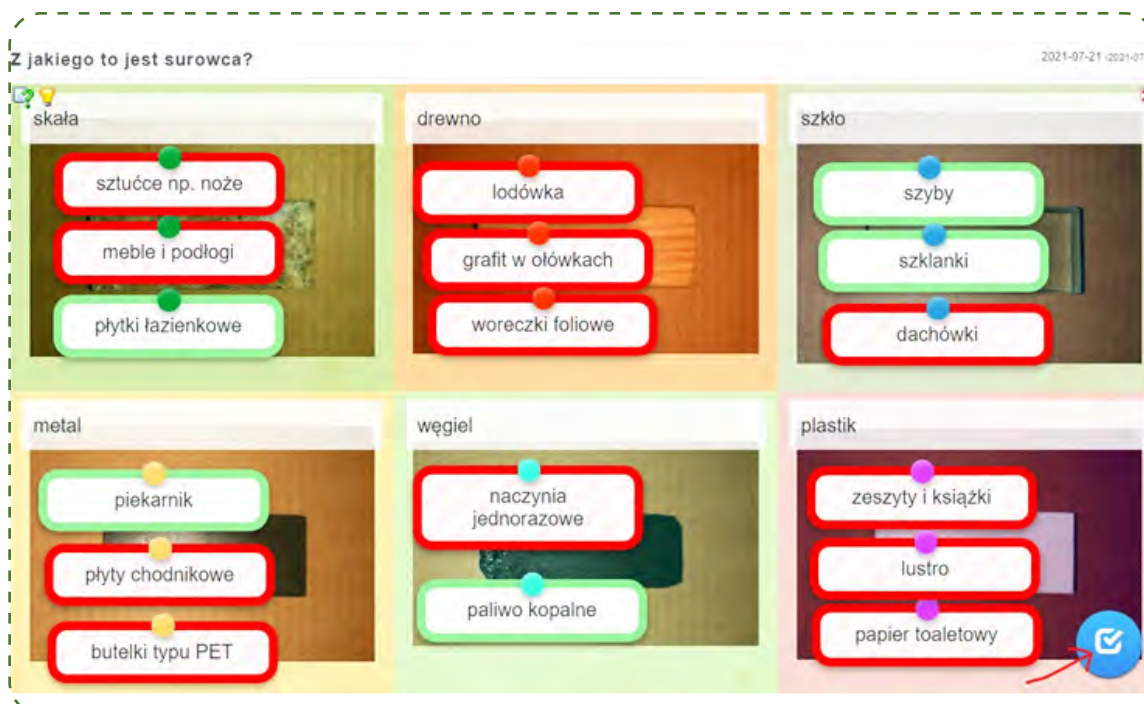 Z jakiego to jest surowca?
2021-07-21 (2021-07
skała
sztućce np. noże
meble i podłogi
płytki łazienkowe
drewno
lodówka
grafit w ołówkach
woreczki foliowe
szkło
szyby
szklanki
dachówki
metal
piekarnik
płyty chodnikowe
butelki typu PET
węgiel
naczynia
jednorazowe
paliwo kopalne
plastik
zeszyty i książki
lustro
papier toaletowy